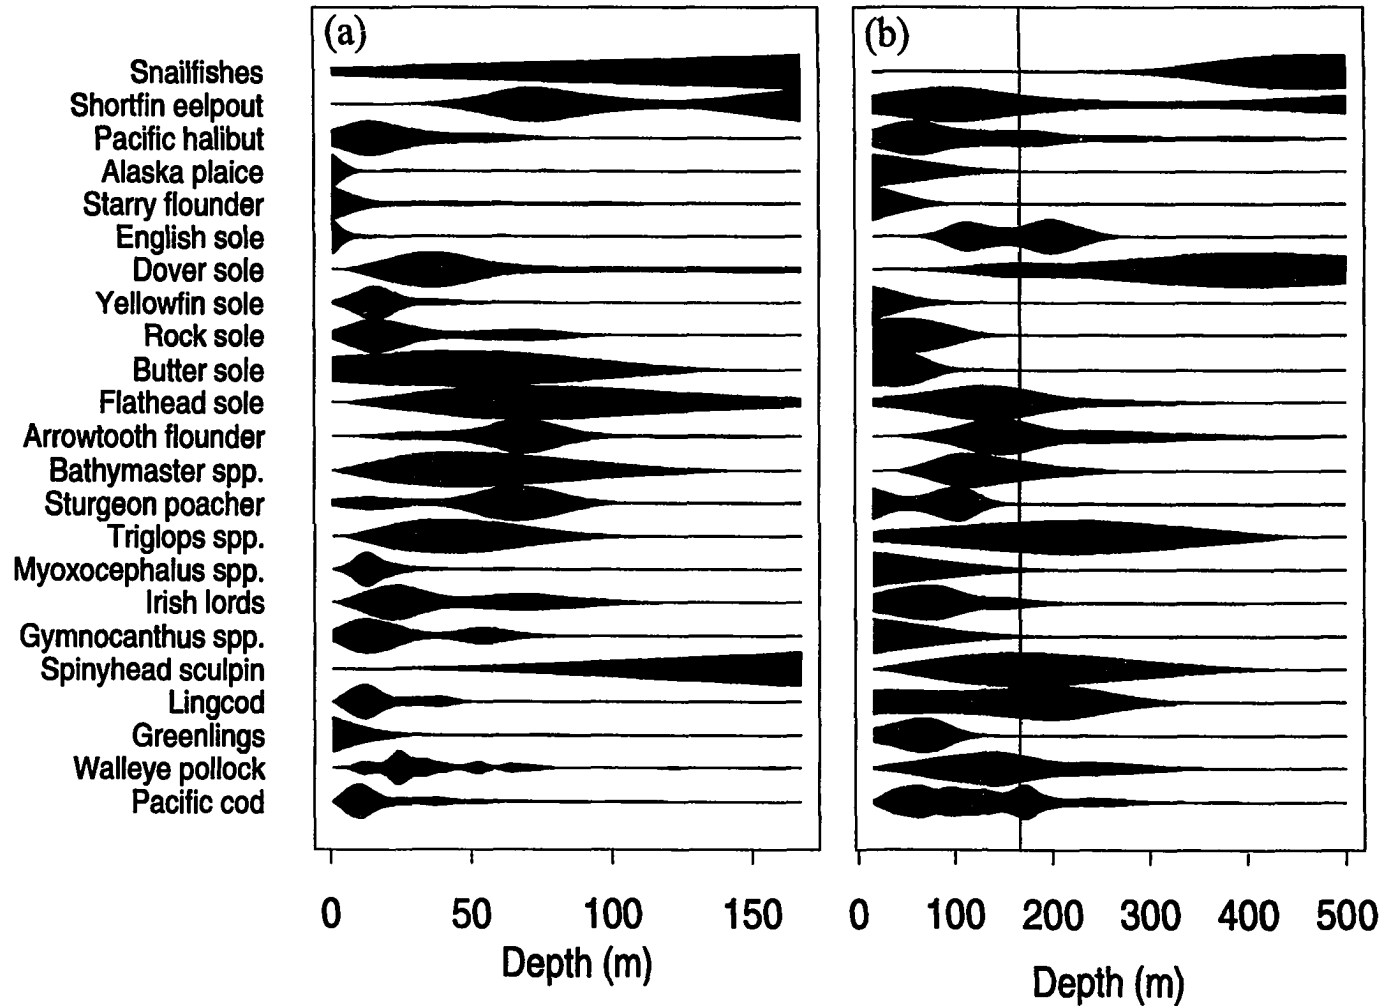 (a)
(b)
Snailfishes
Shortfin eelpout
Pacific halibut
Alaska plaice
Starry flounder
English sole
Dover sole
Yellowfin sole
Rock sole
Butter sole
Flathead sole
Arrowtooth flounder
Bathymaster spp.
Sturgeon poacher
Triglops spp.
Myoxocephalus spp.
Irish lords
Gymnocanthus spp.
Spinyhead sculpin
Lingcod
Greenlings
Walleye pollock
Pacific cod
0 50 100 150
0 100 200 300 400 500
Depth (m)
Depth (m)